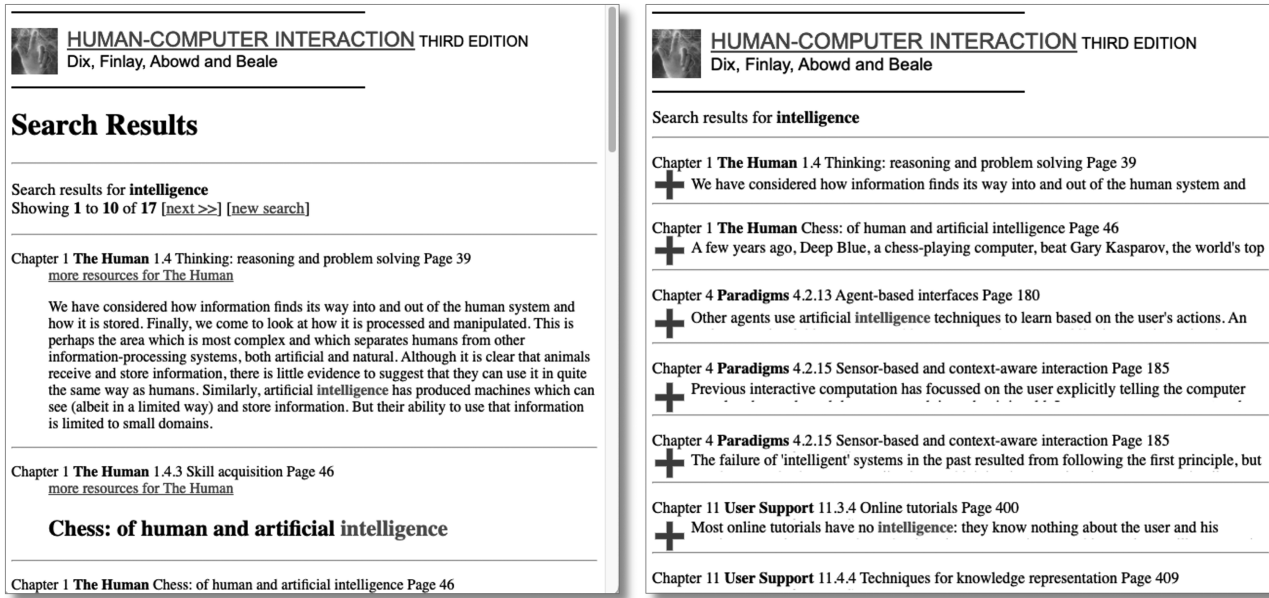 HUMAN-COMPUTER INTERACTION THIRD EDITION
Dix, Finlay, Abowd and Beale
Search Results
Search results for intelligence
Showing 1 to 10 of 17 [next >>] [new search]
Chapter 1 The Human 1.4 Thinking: reasoning and problem solving Page 39
more resources for The Human
We have considered how information finds its way into and out of the human system and
how it is stored. Finally, we come to look at how it is processed and manipulated. This is
perhaps the area which is most complex and which separates humans from other
information-processing systems, both artificial and natural. Although it is clear that animals
receive and store information, there is little evidence to suggest that they can use it in quite
the same way as humans. Similarly, artificial intelligence has produced machines which can
see (albeit in a limited way) and store information. But their ability to use that information
is limited to small domains.
Chapter 1 The Human 1.4.3 Skill acquisition Page 46
more resources for The Human
Chess: of human and artificial intelligence
Chapter 1 The Human Chess: of human and artificial intelligence Page 46
HUMAN-COMPUTER INTERACTION THIRD EDITION
Dix, Finlay, Abowd and Beale
Search results for intelligence
Chapter 1 The Human 1.4 Thinking: reasoning and problem solving Page 39
We have considered how information finds its way into and out of the human system and
Chapter 1 The Human Chess: of human and artificial intelligence Page 46
A few years ago, Deep Blue, a chess-playing computer, beat Gary Kasparov, the world's top
Chapter 4 Paradigms 4.2.13 Agent-based interfaces Page 180
Other agents use artificial intelligence techniques to learn based on the user's actions. An
Chapter 4 Paradigms 4.2.15 Sensor-based and context-aware interaction Page 185
Previous interactive computation has focussed on the user explicitly telling the computer
Chapter 4 Paradigms 4.2.15 Sensor-based and context-aware interaction Page 185
The failure of 'intelligent' systems in the past resulted from following the first principle, but
Chapter 11 User Support 11.3.4 Online tutorials Page 400
Most online tutorials have no intelligence: they know nothing about the user and his
Chapter 11 User Support 11.4.4 Techniques for knowledge representation Page 409